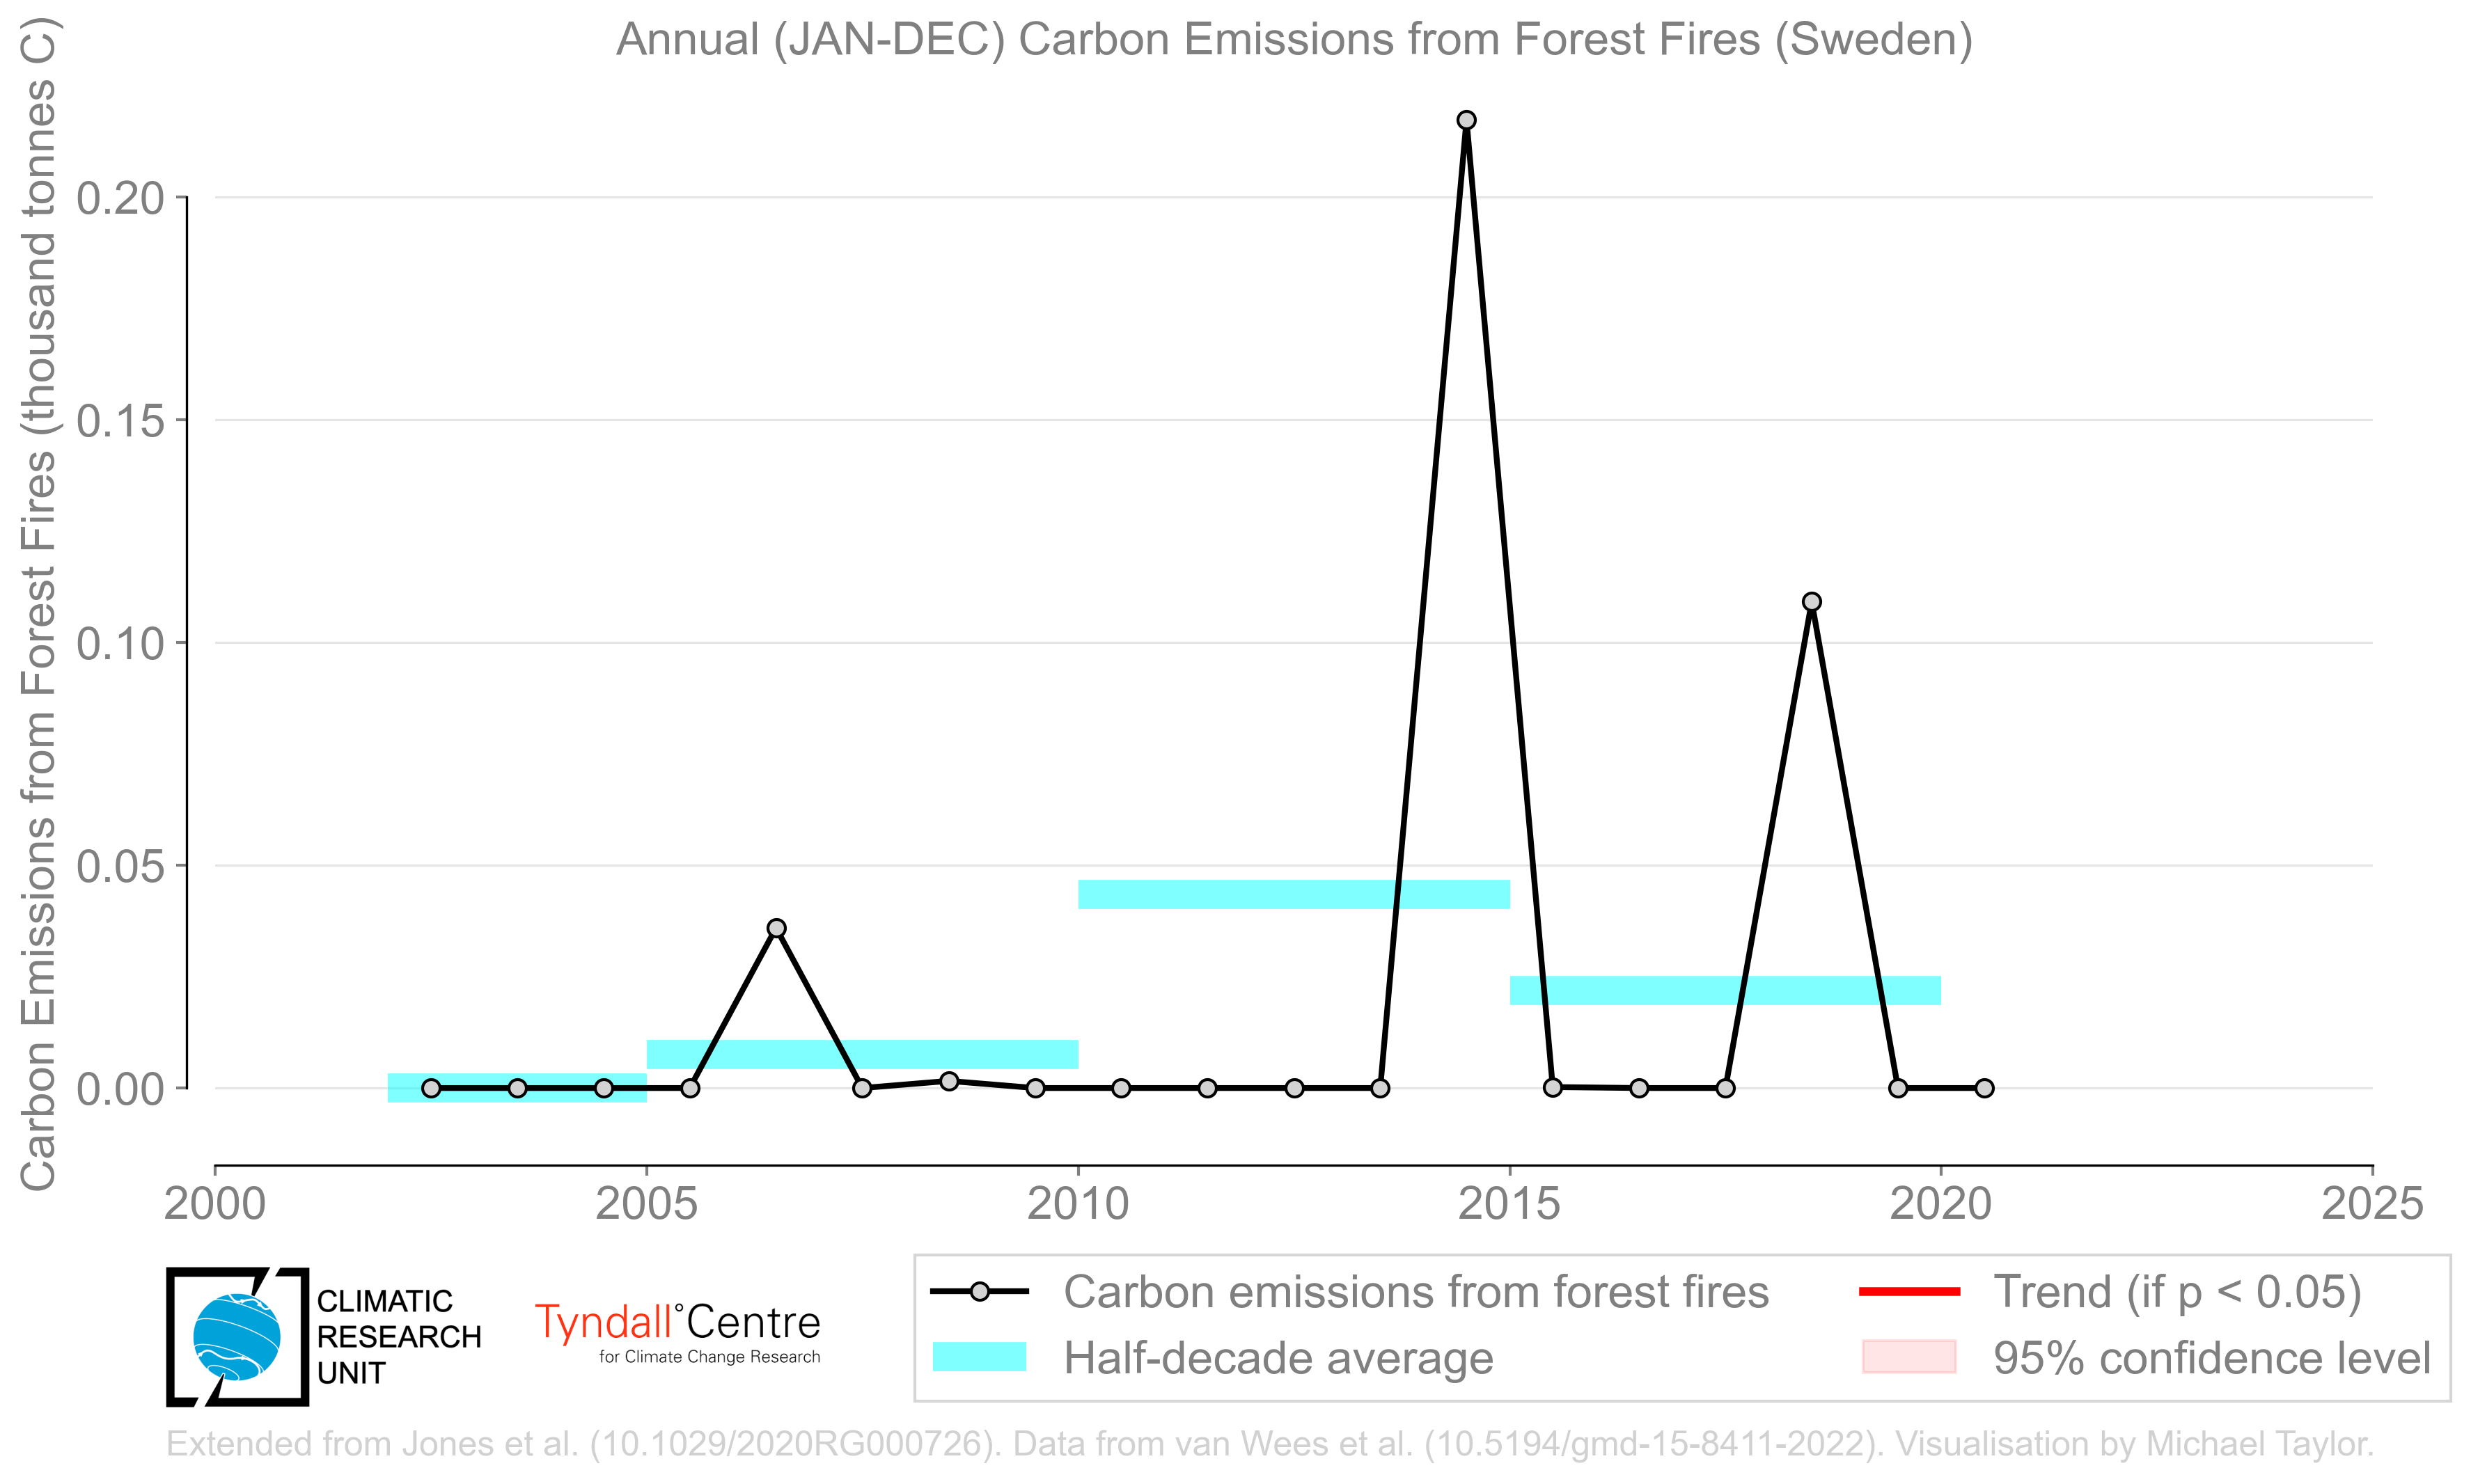 Annual (JAN-DEC) Carbon Emissions from Forest Fires (Sweden)
Carbon Emissions from Forest Fires (thousand tonnes C)
0.20
0.15
0.10
0.05
0.00
2000 2005 2010 2015 2020 2025
CLIMATIC
RESEARCH
UNIT
Tyndall°Centre
for Climate Change Research
Carbon emissions from forest fires
Half-decade average
Trend (if p < 0.05)
95% confidence level
Extended from Jones et al. (10.1029/2020RG000726). Data from van Wees et al. (10.5194/gmd-15-8411-2022). Visualisation by Michael Taylor.